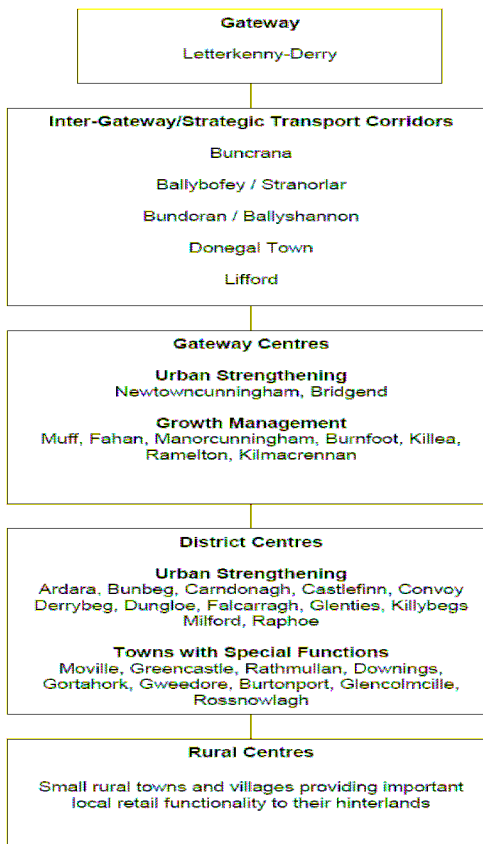 Gateway
Letterkenny-Derry
Inter-Gateway/Strategic Transport Corridors
Buncrana
Ballybofey / Stranorlar
Bundoran / Ballyshannon
Donegal Town
Lifford
Gateway Centres
Urban Strengthening
Newtowncunningham, Bridgend
Growth Management
Muff, Fahan, Manorcunningham, Burnfoot, Killea,
Ramelton, Kilmacrennan
District Centres
Urban Strengthening
Ardara, Bunbeg, Carndonagh, Castlefinn, Convoy
Derrybeg, Dungloe, Falcarragh, Glenties, Killybegs
Milford, Raphoe
Towns with Special Functions
Moville, Greencastle, Rathmullan, Downings,
Gortahork, Gweedore, Burtonport, Glencolmcille,
Rossnowlagh
Rural Centres
Small rural towns and villages providing important
local retail functionality to their hinterlands